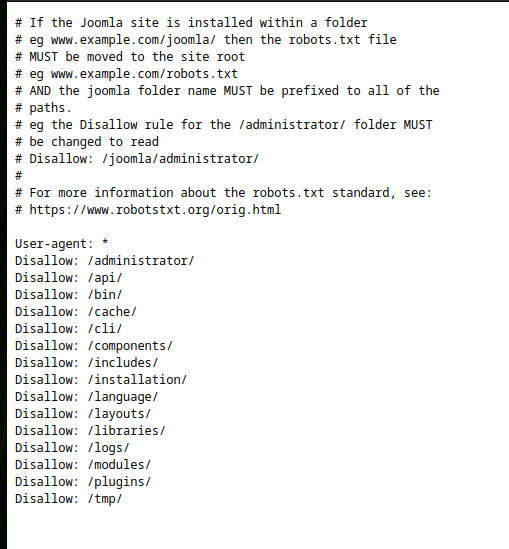 # If the Joomla site is installed within a folder
# eg www.example.com/joomla/ then the robots.txt file
# MUST be moved to the site root
# eg www.example.com/robots.txt
# AND the joomla folder name MUST be prefixed to all of the
# paths.
# eg the Disallow rule for the /administrator/ folder MUST
# be changed to read
# Disallow: /joomla/administrator/
#
# For more information about the robots.txt standard, see:
# https://www.robotstxt.org/orig.html

User-agent: *
Disallow: /administrator/
Disallow: /api/
Disallow: /bin/
Disallow: /cache/
Disallow: /cli/
Disallow: /components/
Disallow: /includes/
Disallow: /installation/
Disallow: /language/
Disallow: /layouts/
Disallow: /libraries/
Disallow: /logs/
Disallow: /modules/
Disallow: /plugins/
Disallow: /tmp/